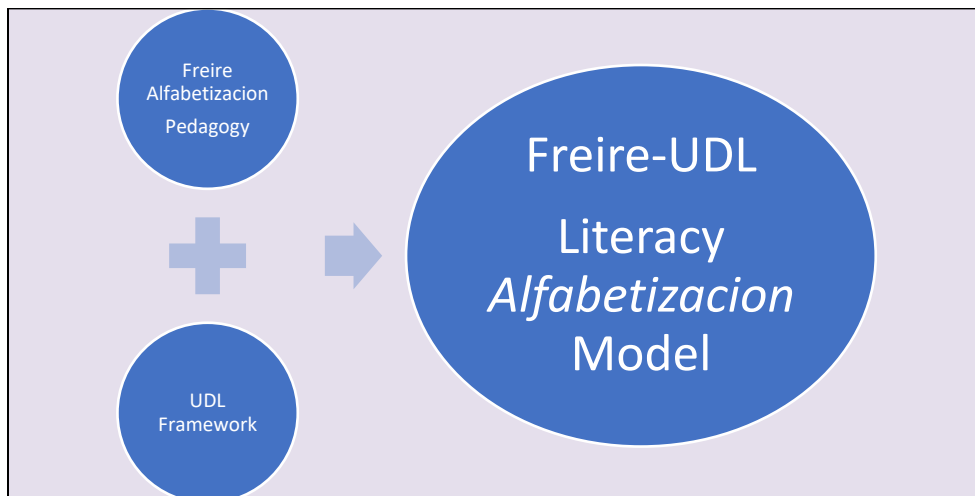 Freire
Alfabetizacion
Pedagogy
UDL
Framework
Freire-UDL
Literacy
Alfabetizacion
Model